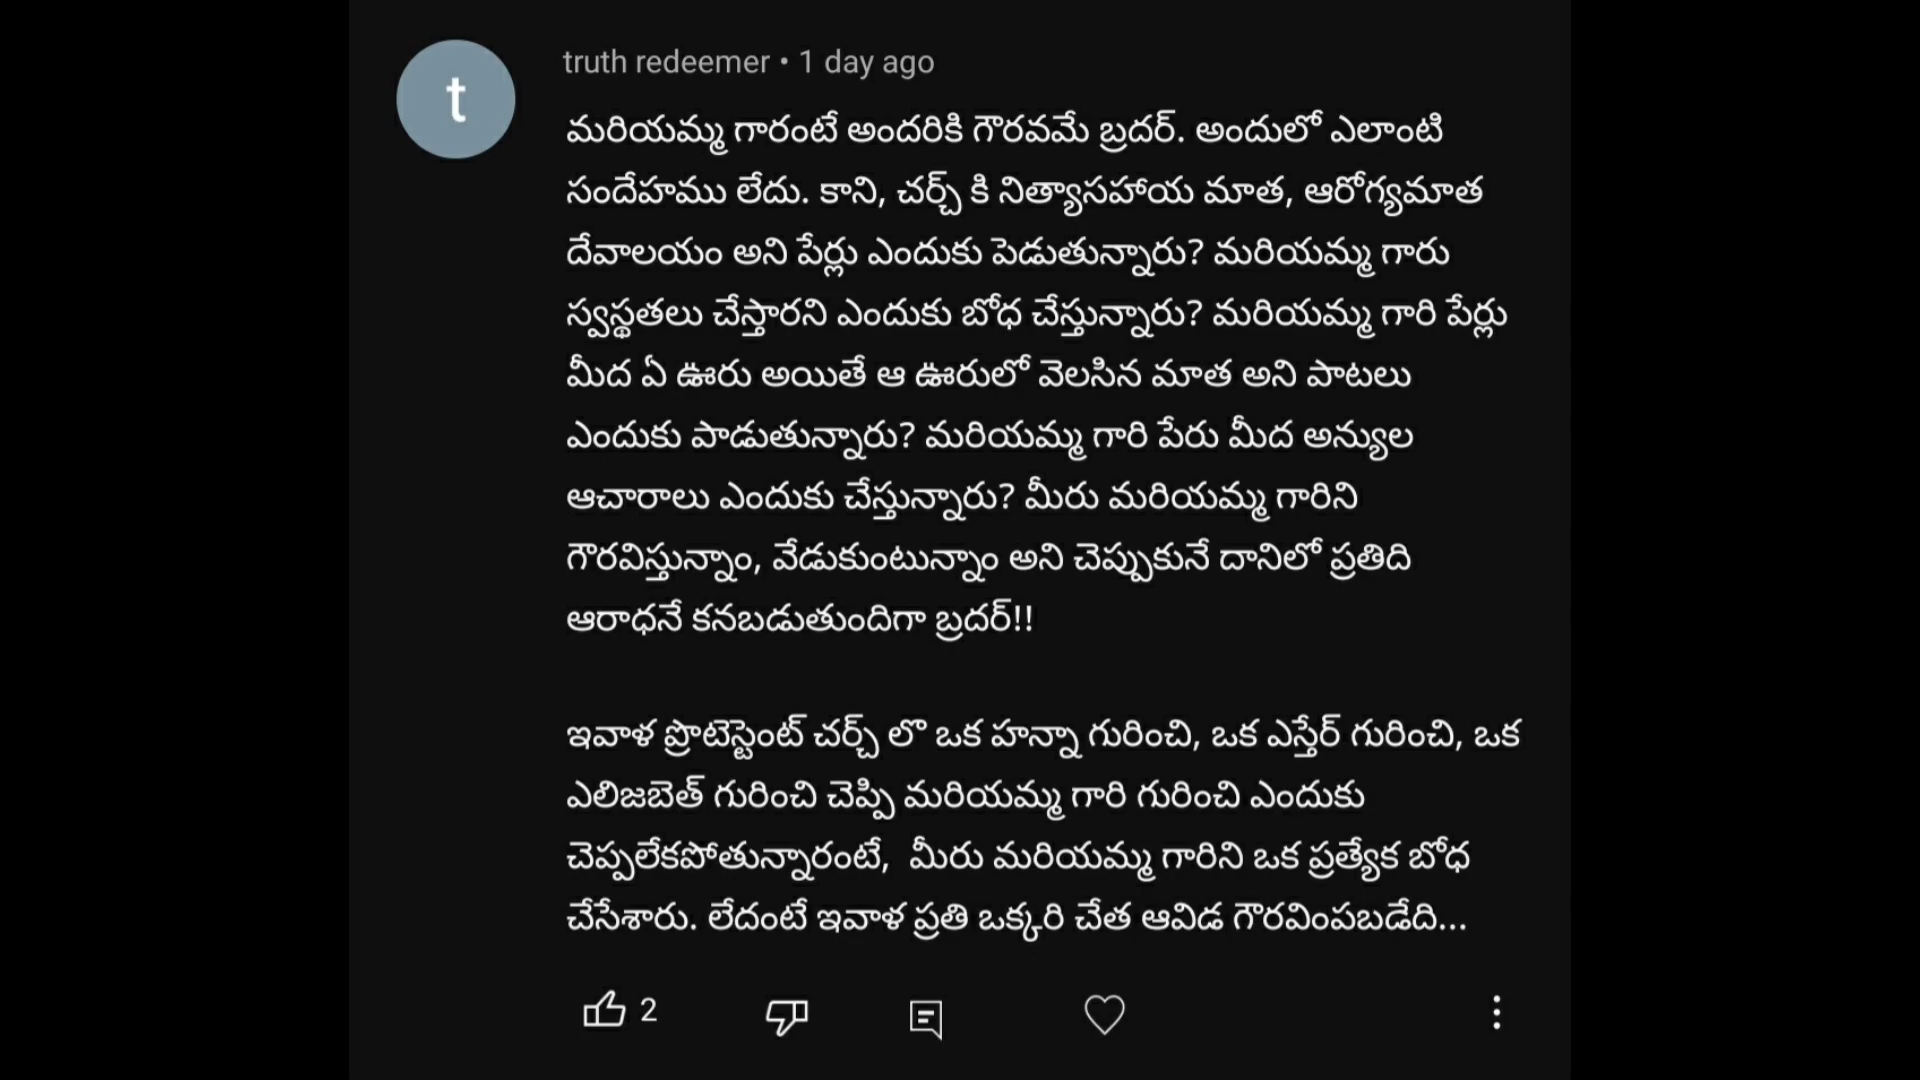 truth redeemer • 1 day ago
మరియమ్మ గారంటే అందరికి గౌరవమే బ్రదర్. అందులో ఎలాంటి
సందేహము లేదు. కాని, చర్చ్ కి నిత్యాసహాయ మాత, ఆరోగ్యమాత
దేవాలయం అని పేర్లు ఎందుకు పెడుతున్నారు? మరియమ్మ గారు
స్వస్థతలు చేస్తారని ఎందుకు బోధ చేస్తున్నారు? మరియమ్మ గారి పేర్లు
మీద ఏ ఊరు అయితే ఆ ఊరులో వెలసిన మాత అని పాటలు
ఎందుకు పాడుతున్నారు? మరియమ్మ గారి పేరు మీద అన్యుల
ఆచారాలు ఎందుకు చేస్తున్నారు? మీరు మరియమ్మ గారిని
గౌరవిస్తున్నాం, వేడుకుంటున్నాం అని చెప్పుకునే దానిలో ప్రతిది
ఆరాధనే కనబడుతుందిగా బ్రదర్!!
ఇవాళ ప్రొటెస్టెంట్ చర్చ్ లొ ఒక హన్నా గురించి, ఒక ఎస్తేర్ గురించి, ఒక
ఎలిజబెత్ గురించి చెప్పి మరియమ్మ గారి గురించి ఎందుకు
చెప్పలేకపోతున్నారంటే, మీరు మరియమ్మ గారిని ఒక ప్రత్యేక బోధ
చేసేశారు. లేదంటే ఇవాళ ప్రతి ఒక్కరి చేత ఆవిడ గౌరవింపబడేది...
2